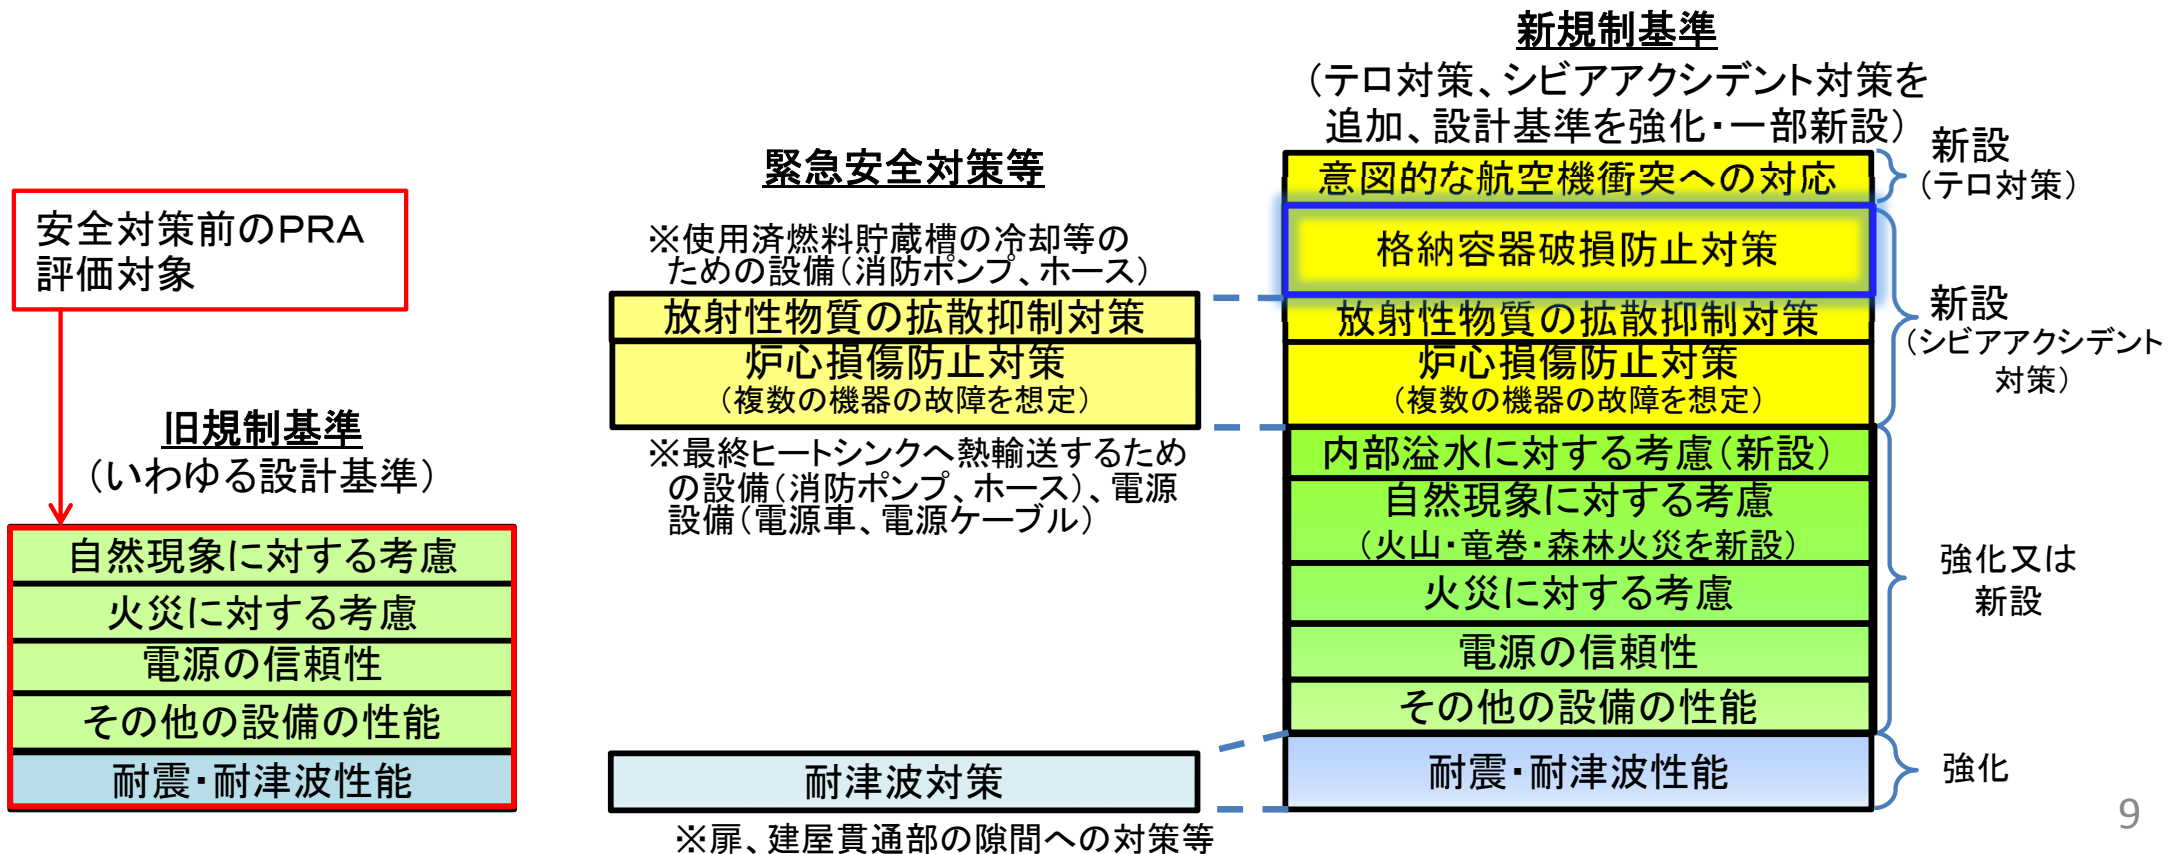 安全対策前のPRA
評価対象
旧規制基準
(いわゆる設計基準)
自然現象に対する考慮
火災に対する考慮
電源の信頼性
その他の設備の性能
耐震・耐津波性能
緊急安全対策等
※使用済燃料貯蔵槽の冷却等の
ための設備(消防ポンプ、ホース)
放射性物質の拡散抑制対策
炉心損傷防止対策
(複数の機器の故障を想定)
※最終ヒートシンクへ熱輸送するため
の設備(消防ポンプ、ホース)、電源
設備(電源車、電源ケーブル)
耐津波対策
※扉、建屋貫通部の隙間への対策等
新規制基準
(テロ対策、シビアアクシデント対策を
追加、設計基準を強化・一部新設)
意図的な航空機衝突への対応
格納容器破損防止対策
放射性物質の拡散抑制対策
炉心損傷防止対策
(複数の機器の故障を想定)
内部溢水に対する考慮(新設)
自然現象に対する考慮
(火山・竜巻・森林火災を新設)
火災に対する考慮
電源の信頼性
その他の設備の性能
耐震・耐津波性能
新設
(テロ対策)
新設
(シビアアクシデント
対策)
強化又は
新設
強化
9